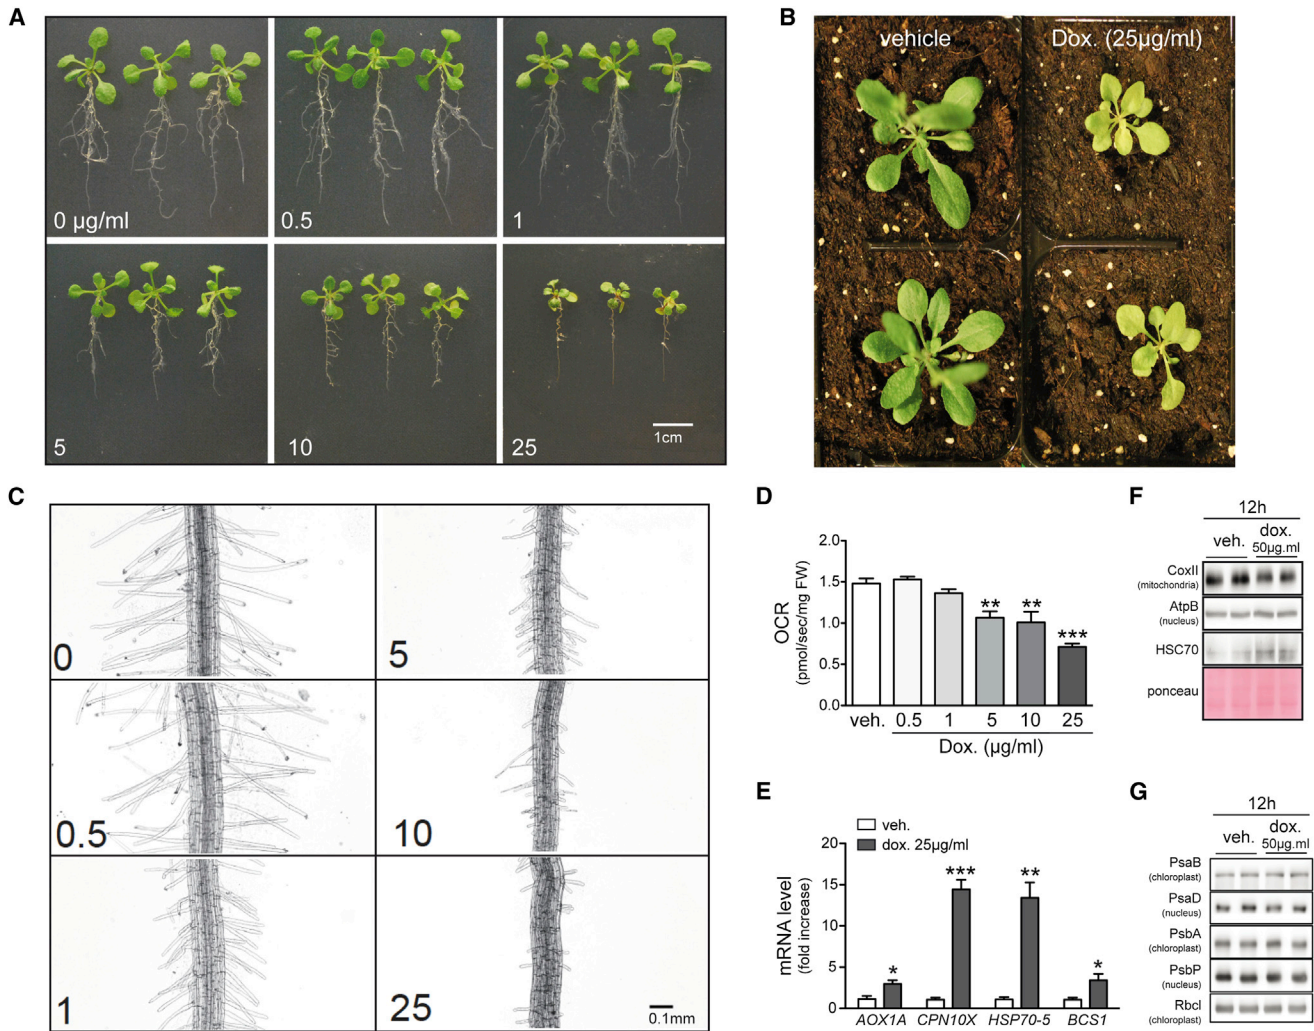 A
0 µg/ml
0.5
1
5
10
25
1cm
B
vehicle
Dox. (25µg/ml)
C
0
5
0.5
10
1
25
0.1mm
D
OCR
(pmol/sec/mg FW)
2.0
1.5
1.0
0.5
0.0
** ** ***
veh. 0.5 1 5 10 25
Dox. (µg/ml)
E
veh.
dox. 25µg/ml
mRNA level
(fold increase)
20
15
10
5
0
* *** ** *
AOX1A CPN10X HSP70-5 BCS1
F
12h
veh.
dox.
50µg.ml
CoxII
(mitochondria)
AtpB
(nucleus)
HSC70
ponceau
G
12h
veh.
dox.
50µg.ml
PsaB
(chloroplast)
PsaD
(nucleus)
PsbA
(chloroplast)
PsbP
(nucleus)
Rbcl
(chloroplast)